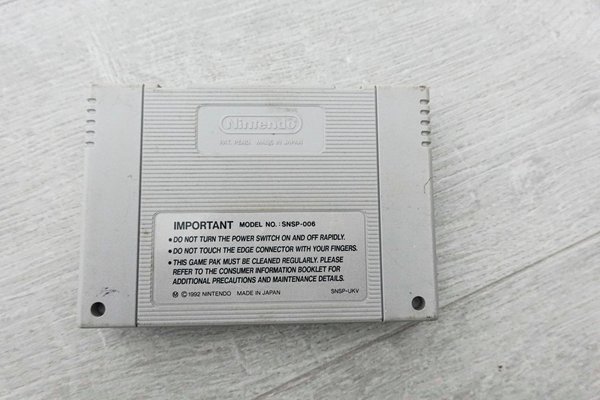 Nintendo
PAT. PEND. MADE IN JAPAN
IMPORTANT MODEL NO.: SNSP-006
• DO NOT TURN THE POWER SWITCH ON AND OFF RAPIDLY.
• DO NOT TOUCH THE EDGE CONNECTOR WITH YOUR FINGERS.
• THIS GAME PAK MUST BE CLEANED REGULARLY. PLEASE
REFER TO THE CONSUMER INFORMATION BOOKLET FOR
ADDITIONAL PRECAUTIONS AND MAINTENANCE DETAILS.
Ⓜ © 1992 NINTENDO MADE IN JAPAN SNSP-UKV